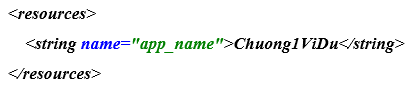 <resources>
    <string name="app_name">Chuong1ViDu</string>
</resources>